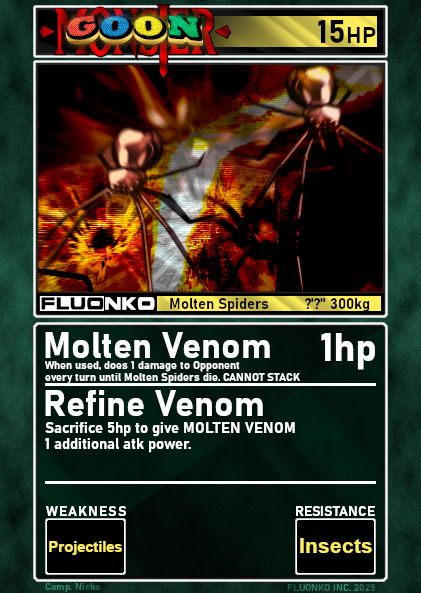 MONSTER
GOON
15HP
FLUONKO
Molten Spiders ?'?" 300kg
Molten Venom 1hp
When used, does 1 damage to Opponent
every turn until Molten Spiders die. CANNOT STACK
Refine Venom
Sacrifice 5hp to give MOLTEN VENOM
1 additional atk power.
WEAKNESS RESISTANCE
Projectiles Insects
Comp. Nicko FLUONKO INC. 2025